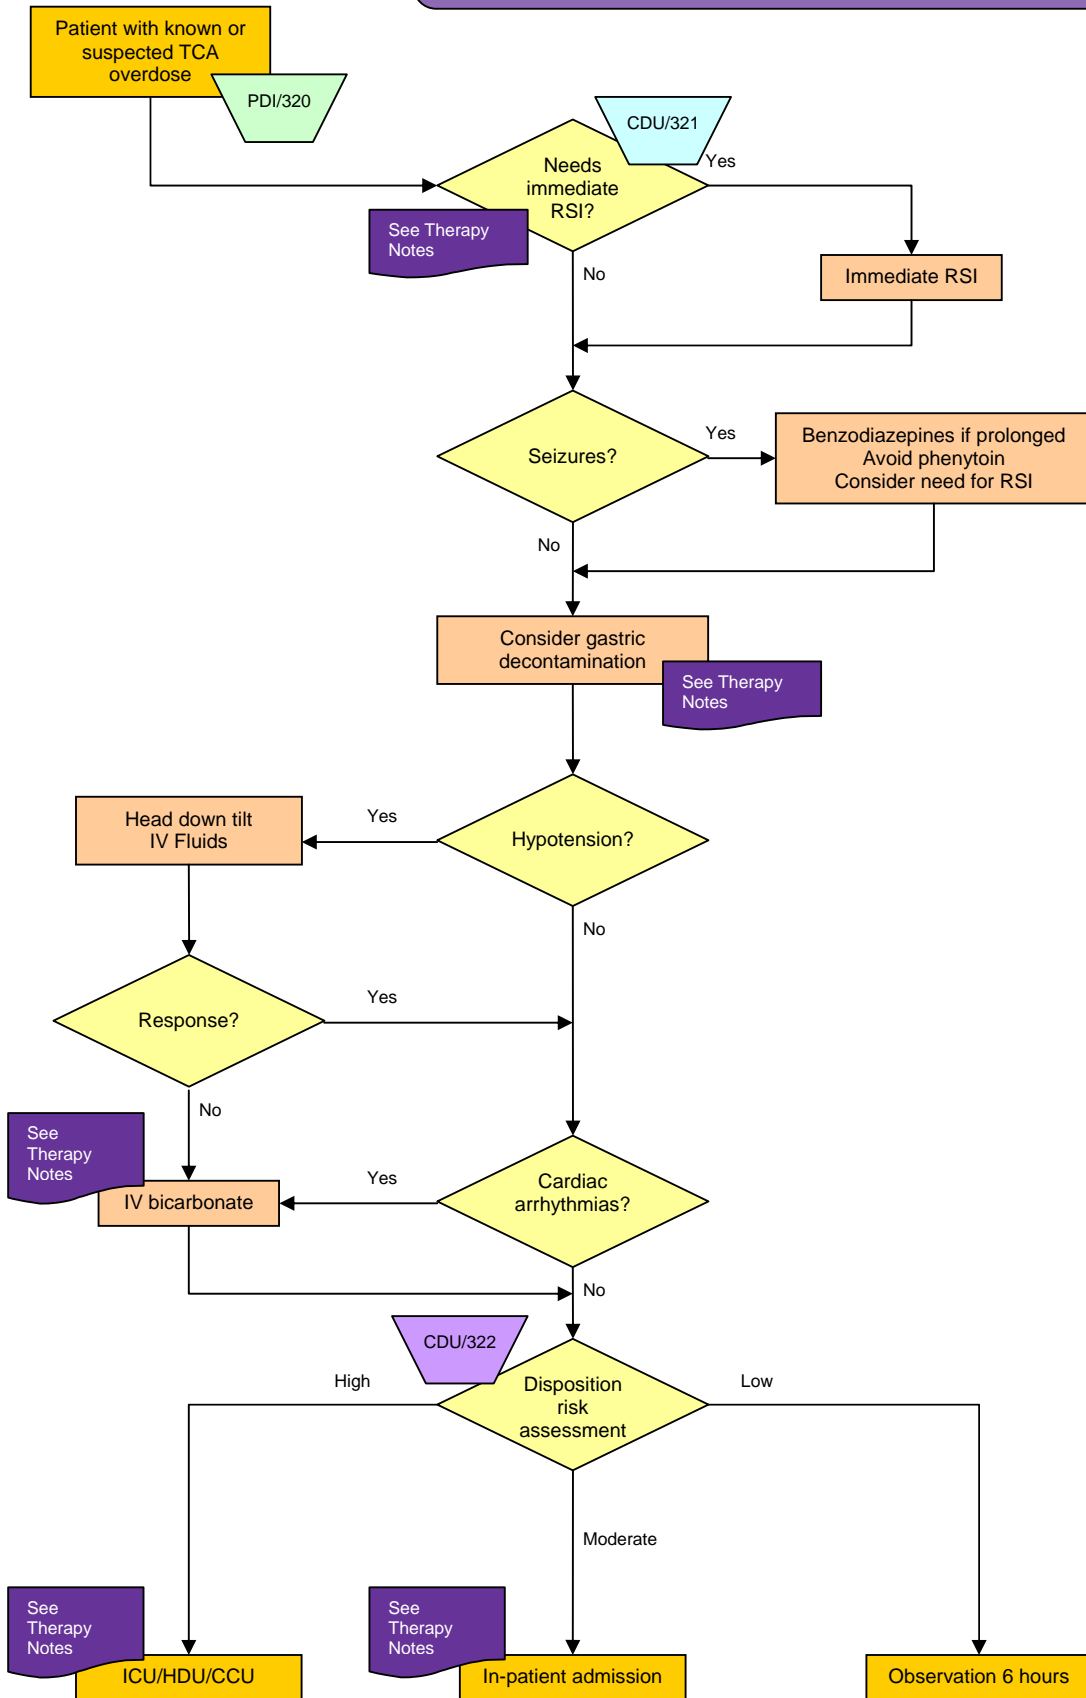 Patient with known or
suspected TCA
overdose
PDI/320
CDU/321
Needs
immediate
RSI?
Yes
See Therapy
Notes
No
Immediate RSI
Seizures?
Yes
Benzodiazepines if prolonged
Avoid phenytoin
Consider need for RSI
No
Consider gastric
decontamination
See Therapy
Notes
Head down tilt
IV Fluids
Yes
Hypotension?
No
Response?
Yes
No
See
Therapy
Notes
IV bicarbonate
Yes
Cardiac
arrhythmias?
No
CDU/322
High
Disposition
risk
assessment
Low
Moderate
See
Therapy
Notes
ICU/HDU/CCU
See
Therapy
Notes
In-patient admission
Observation 6 hours